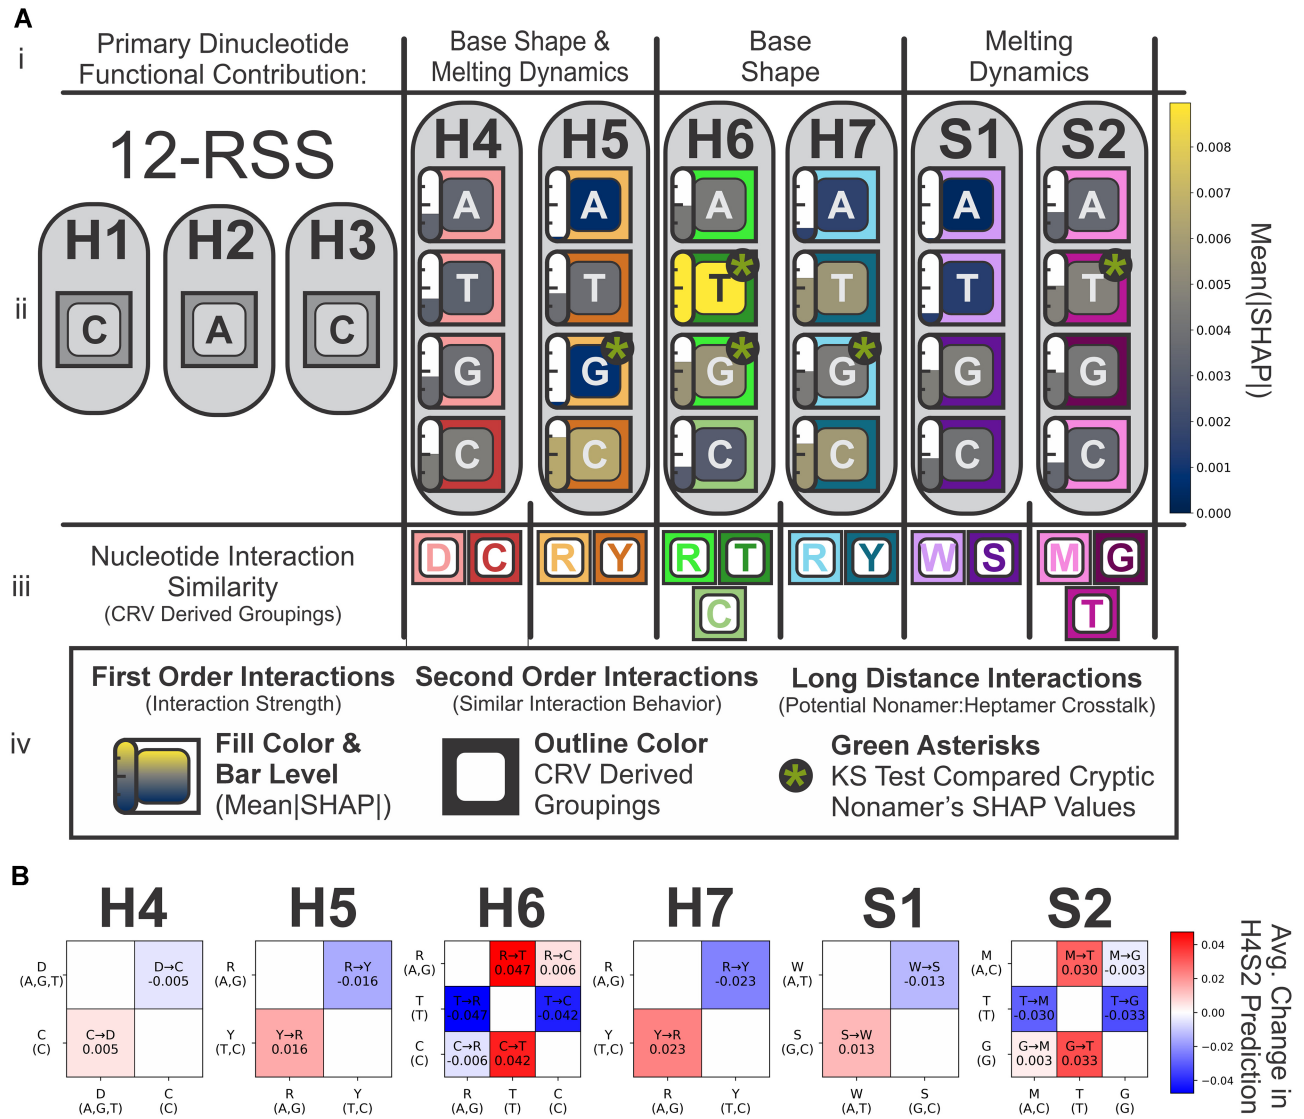 A
i
Primary Dinucleotide
Functional Contribution:
Base Shape &
Melting Dynamics
Base
Shape
Melting
Dynamics
12-RSS
H1 H2 H3 H4 H5 H6 H7 S1 S2
ii
C A C
A A A A A A
T T T* T T T*
G G* G* G* G G
C C C C C C
0.008
0.007
0.006
0.005
0.004
0.003
0.002
0.001
0.000
Mean(|SHAP|)
iii
Nucleotide Interaction
Similarity
(CRV Derived Groupings)
D C R Y R T R Y W S M G
C T
iv
First Order Interactions
(Interaction Strength)
Fill Color &
Bar Level
(Mean|SHAP|)
Second Order Interactions
(Similar Interaction Behavior)
Outline Color
CRV Derived
Groupings
Long Distance Interactions
(Potential Nonamer:Heptamer Crosstalk)
* Green Asterisks
KS Test Compared Cryptic
Nonamer's SHAP Values
B
H4
D
(A,G,T)
D→C
-0.005
C
(C)
C→D
0.005
D C
(A,G,T) (C)
H5
R
(A,G)
R→Y
-0.016
Y
(T,C)
Y→R
0.016
R Y
(A,G) (T,C)
H6
R
(A,G)
R→T R→C
0.047 0.006
T
(T)
T→R T→C
-0.047 -0.042
C
(C)
C→R C→T
-0.006 0.042
R T C
(A,G) (T) (C)
H7
R
(A,G)
R→Y
-0.023
Y
(T,C)
Y→R
0.023
R Y
(A,G) (T,C)
S1
W
(A,T)
W→S
-0.013
S
(G,C)
S→W
0.013
W S
(A,T) (G,C)
S2
M
(A,C)
M→T M→G
0.030 -0.003
T
(T)
T→M T→G
-0.030 -0.033
G
(G)
G→M G→T
0.003 0.033
M T G
(A,C) (T) (G)
0.04
0.02
0.00
−0.02
−0.04
Avg. Change in
H4S2 Prediction